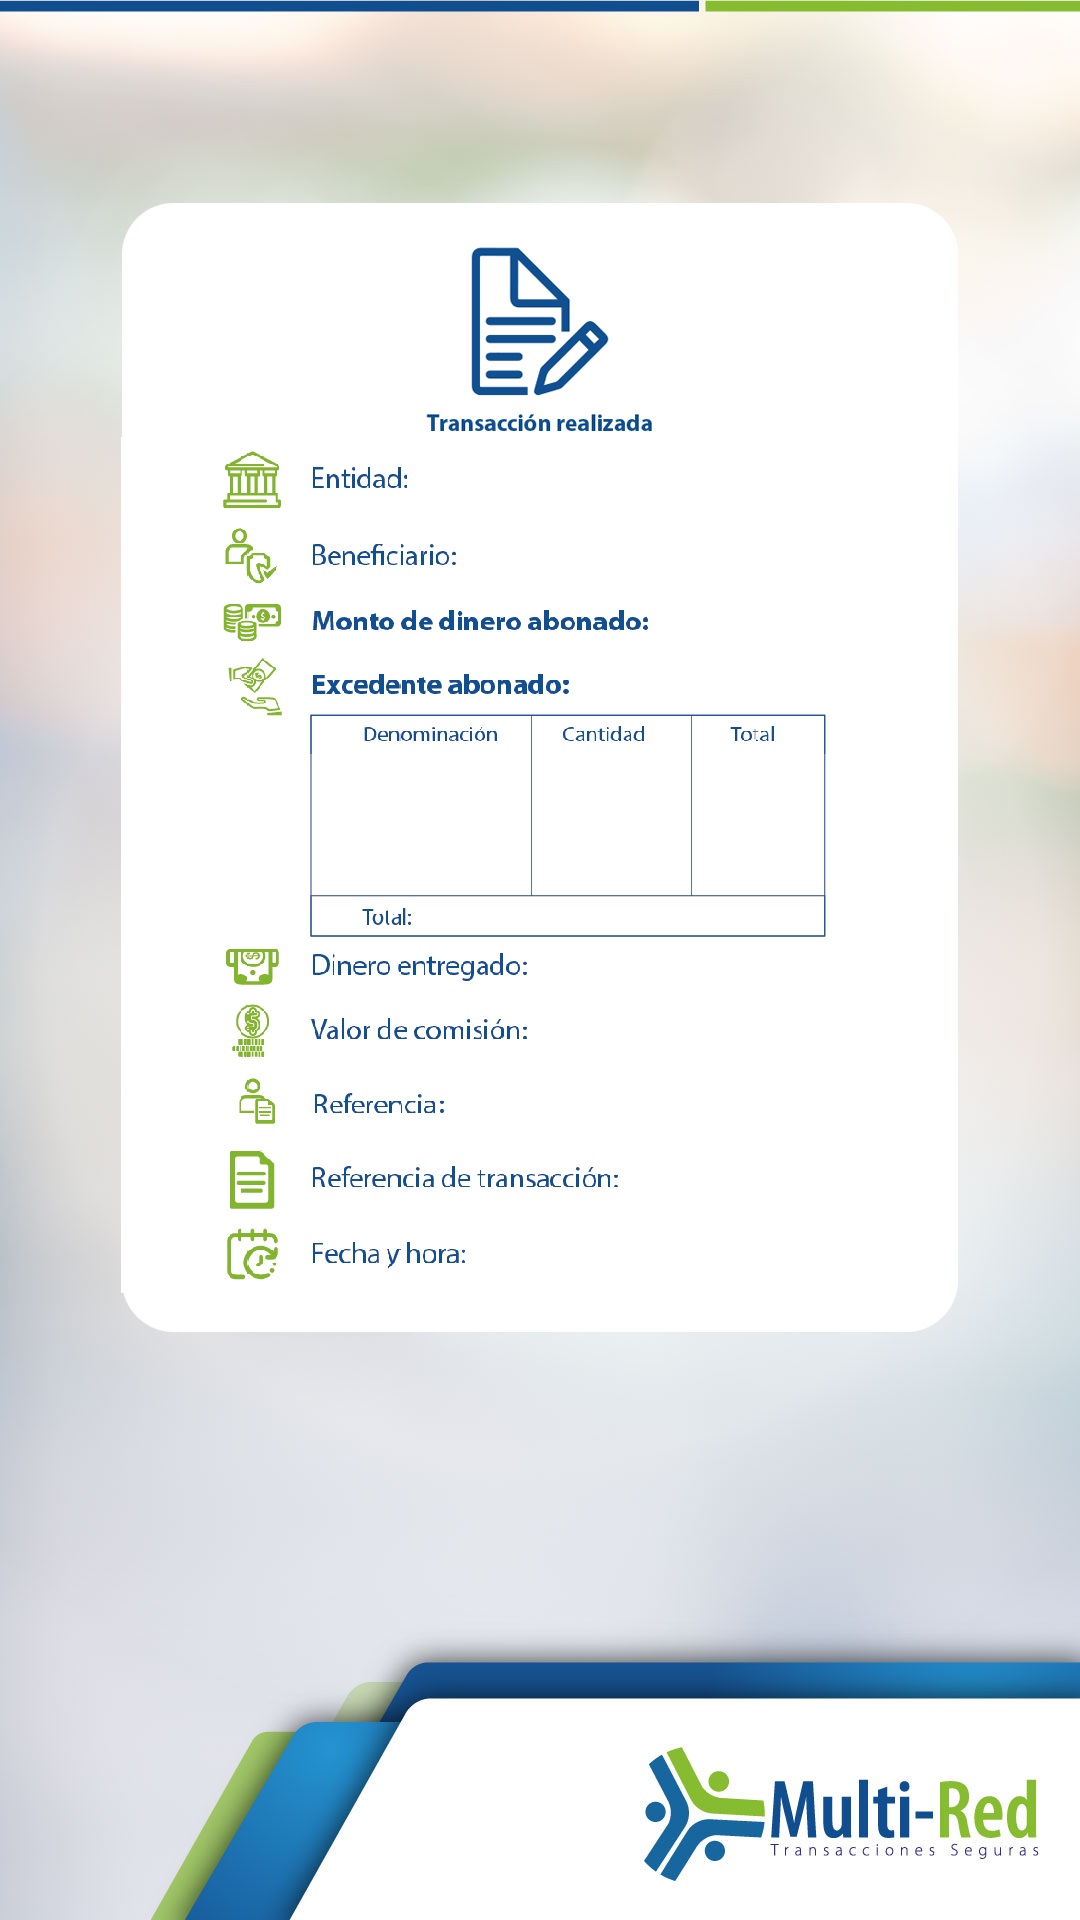 Transacción realizada
Entidad:
Beneficiario:
Monto de dinero abonado:
Excedente abonado:
Denominación Cantidad Total
Total:
Dinero entregado:
Valor de comisión:
Referencia:
Referencia de transacción:
Fecha y hora:
Multi-Red
Transacciones Seguras